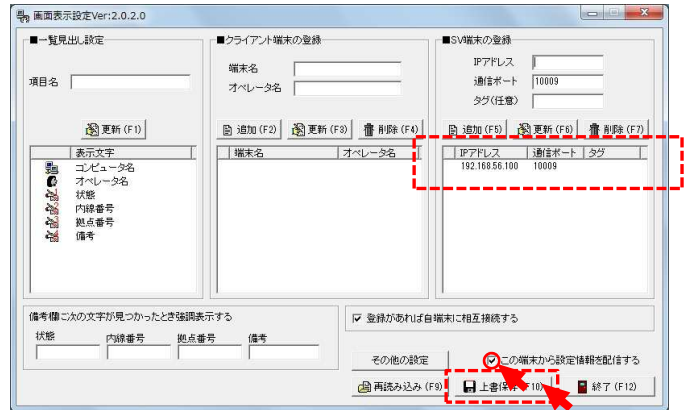 画面表示設定Ver:2.0.2.0
■一覧見出し設定
項目名
更新(F1)
表示文字
コンピュータ名
オペレータ名
状態
内線番号
拠点番号
備考
■クライアント端末の登録
端末名
オペレータ名
追加(F2) 更新(F3) 削除(F4)
端末名 オペレータ名
■SV端末の登録
IPアドレス
通信ポート 10009
タグ(任意)
追加(F5) 更新(F6) 削除(F7)
IPアドレス 通信ポート タグ
192.168.56.100 10009
備考欄に次の文字が見つかったとき強調表示する
状態 内線番号 拠点番号 備考
登録があれば自端末に相互接続する
その他の設定 この端末から設定情報を配信する
再読み込み(F9) 上書保存(F10) 終了(F12)